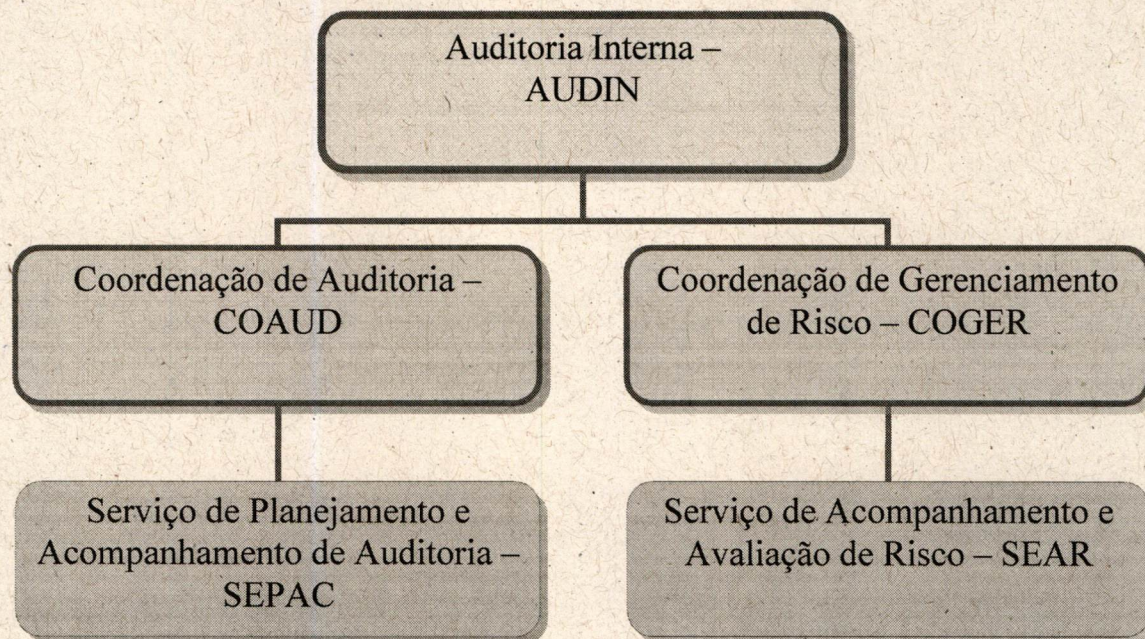 Auditoria Interna –
AUDIN
Coordenação de Auditoria –
COAUD
Coordenação de Gerenciamento
de Risco – COGER
Serviço de Planejamento e
Acompanhamento de Auditoria –
SEPAC
Serviço de Acompanhamento e
Avaliação de Risco – SEAR